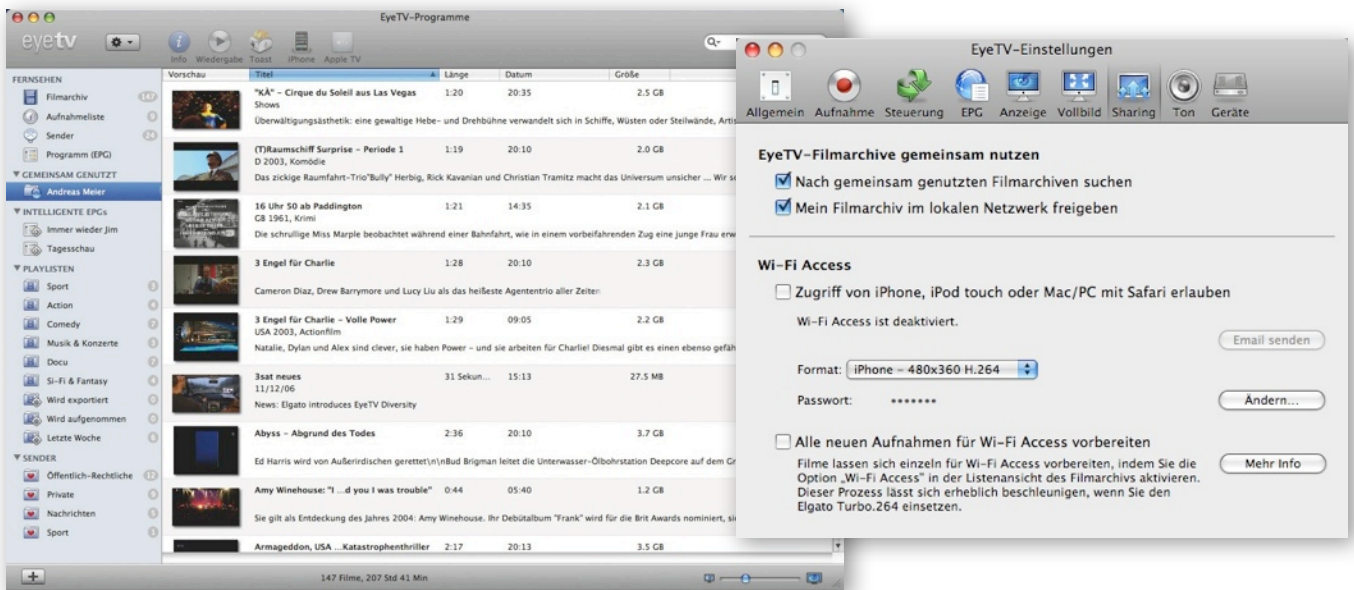 EyeTV-Programme
eyetv
Info Wiedergabe Toast iPhone Apple TV
FERNSEHEN
Filmarchiv 147
Aufnahmeliste
Sender
Programm (EPG)
▼ GEMEINSAM GENUTZT
Andreas Meier
▼ INTELLIGENTE EPGs
Immer wieder Jim
Tagesschau
▼ PLAYLISTEN
Sport
Action
Comedy
Musik & Konzerte
Docu
Si-Fi & Fantasy
Wird exportiert
Wird aufgenommen
Letzte Woche
▼ SENDER
Öffentlich-Rechtliche
Private
Nachrichten
Sport
Vorschau Titel Länge Datum Größe
"KÀ" – Cirque du Soleil aus Las Vegas 1:20 20:35 2.5 GB
Shows
Überwältigungsästhetik: eine gewaltige Hebe- und Drehbühne verwandelt sich in Schiffe, Wüsten oder Steilwände, Artis
(T)Raumschiff Surprise – Periode 1 1:19 20:10 2.0 GB
D 2003, Komödie
Das zickige Raumfahrt-Trio"Bully" Herbig, Rick Kavanian und Christian Tramitz macht das Universum unsicher ... Wir sc
16 Uhr 50 ab Paddington 1:21 14:35 2.1 GB
GB 1961, Krimi
Die schrullige Miss Marple beobachtet während einer Bahnfahrt, wie in einem vorbeifahrenden Zug eine junge Frau erw
3 Engel für Charlie 1:28 20:10 2.3 GB
Cameron Diaz, Drew Barrymore und Lucy Liu als das heißeste Agententrio aller Zeiten
3 Engel für Charlie – Volle Power 1:29 09:05 2.2 GB
USA 2003, Actionfilm
Natalie, Dylan und Alex sind clever, sie haben Power – und sie arbeiten für Charlie! Diesmal gibt es einen ebenso gefäh
3sat neues 31 Sekun... 15:13 27.5 MB
11/12/06
News: Elgato introduces EyeTV Diversity
Abyss – Abgrund des Todes 2:36 20:10 3.7 GB
Ed Harris wird von Außerirdischen gerettet\n\nBud Brigman leitet die Unterwasser-Ölbohrstation Deepcore auf dem Gr
Amy Winehouse: "I ...d you I was trouble" 0:44 05:40 1.2 GB
Sie gilt als Entdeckung des Jahres 2004: Amy Winehouse. Ihr Debütalbum "Frank" wird für die Brit Awards nominiert, si
Armageddon, USA ...Katastrophenthriller 2:17 20:13 3.5 GB
147 Filme, 207 Std 41 Min
EyeTV-Einstellungen
Allgemein Aufnahme Steuerung EPG Anzeige Vollbild Sharing Ton Geräte
EyeTV-Filmarchive gemeinsam nutzen
Nach gemeinsam genutzten Filmarchiven suchen
Mein Filmarchiv im lokalen Netzwerk freigeben
Wi-Fi Access
Zugriff von iPhone, iPod touch oder Mac/PC mit Safari erlauben
Wi-Fi Access ist deaktiviert.
Email senden
Format: iPhone – 480x360 H.264
Passwort: •••••••
Ändern...
Alle neuen Aufnahmen für Wi-Fi Access vorbereiten
Filme lassen sich einzeln für Wi-Fi Access vorbereiten, indem Sie die
Option „Wi-Fi Access" in der Listenansicht des Filmarchivs aktivieren.
Dieser Prozess lässt sich erheblich beschleunigen, wenn Sie den
Elgato Turbo.264 einsetzen.
Mehr Info